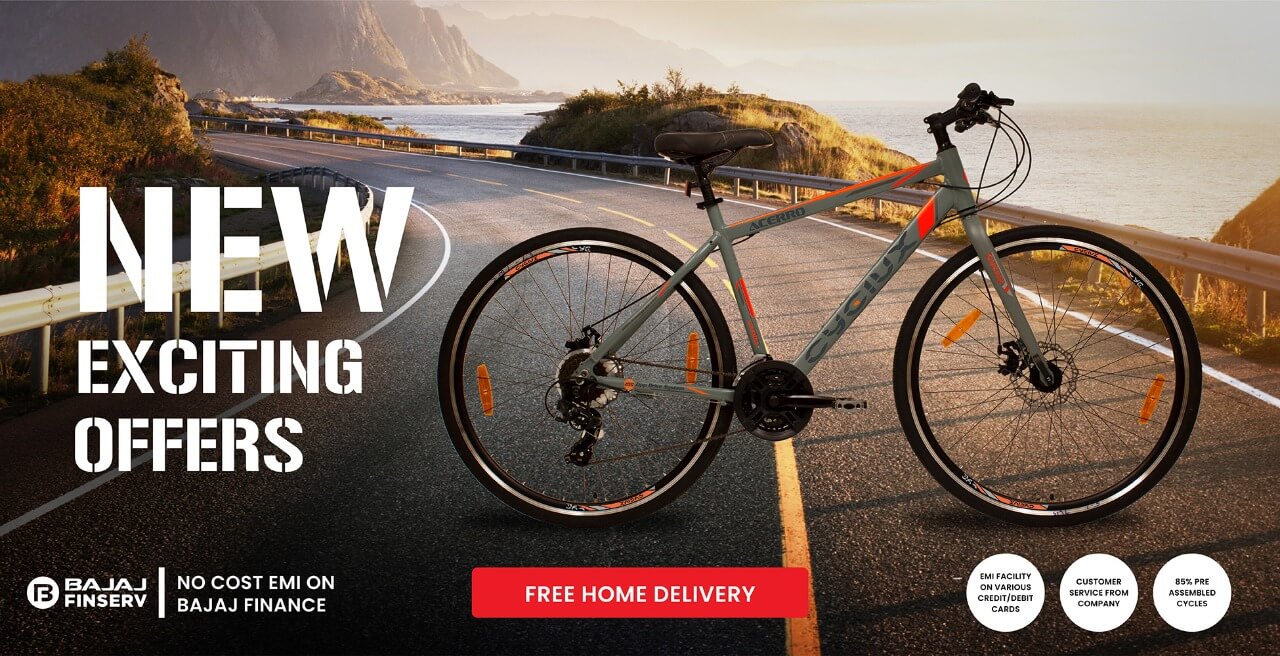 NEW
EXCITING
OFFERS
ACERRO
cyclux
BAJAJ
FINSERV
NO COST EMI ON
BAJAJ FINANCE
FREE HOME DELIVERY
EMI FACILITY
ON VARIOUS
CREDIT/DEBIT
CARDS
CUSTOMER
SERVICE FROM
COMPANY
85% PRE
ASSEMBLED
CYCLES